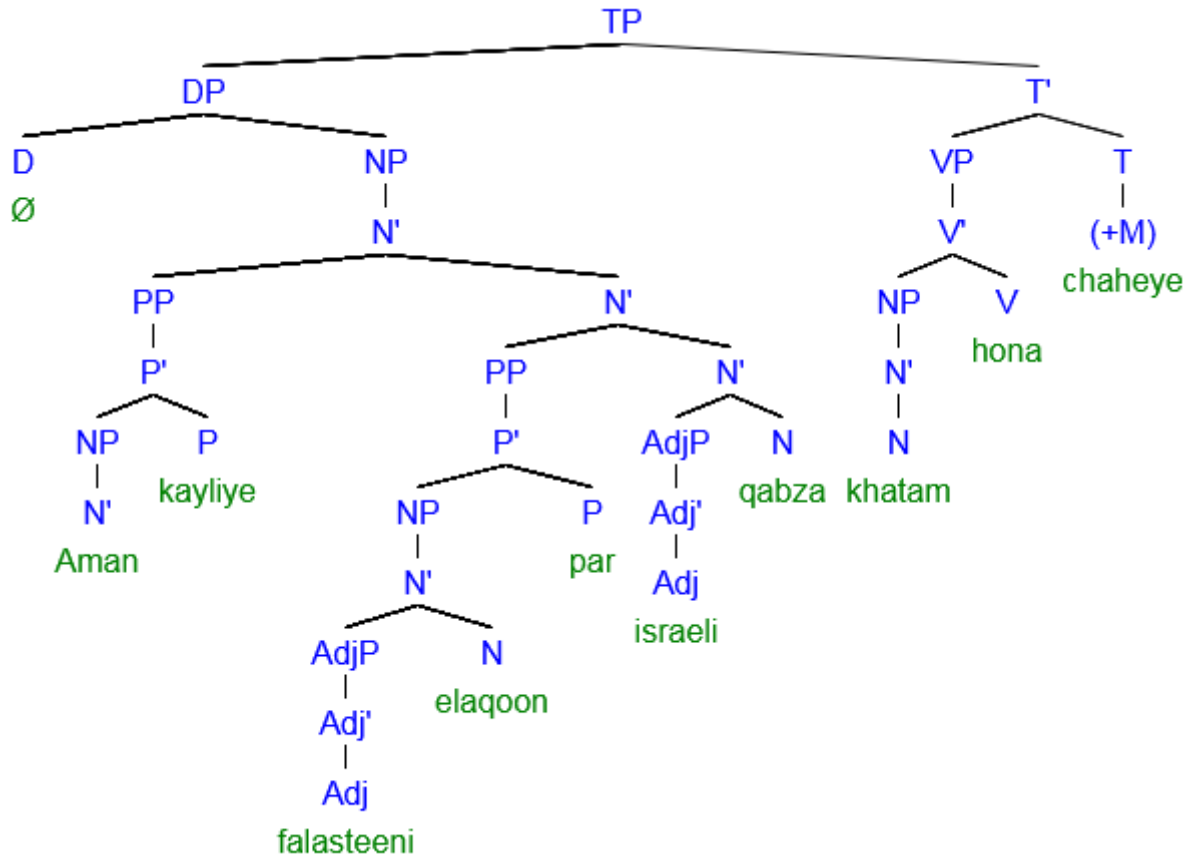 TP
DP T'
D NP VP T
Ø N' V' (+M)
chaheye
PP N' NP V
hona
P' PP N' N'
NP P P' AdjP N N
kayliye qabza khatam
N' NP P Adj'
Aman par
N' Adj
israeli
AdjP N
elaqoon
Adj'
Adj
falasteeni